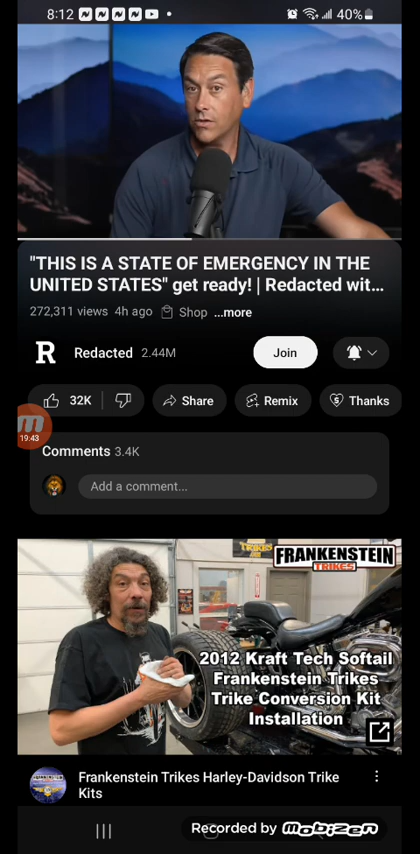 8:12
40%
"THIS IS A STATE OF EMERGENCY IN THE
UNITED STATES" get ready! | Redacted wit...
272,311 views 4h ago Shop ...more
R Redacted 2.44M Join
32K Share Remix Thanks
19:43
Comments 3.4K
Add a comment...
TRIKES
FRANKENSTEIN
TRIKES
2012 Kraft Tech Softail
Frankenstein Trikes
Trike Conversion Kit
Installation
Frankenstein Trikes Harley-Davidson Trike
Kits
Recorded by mobizen